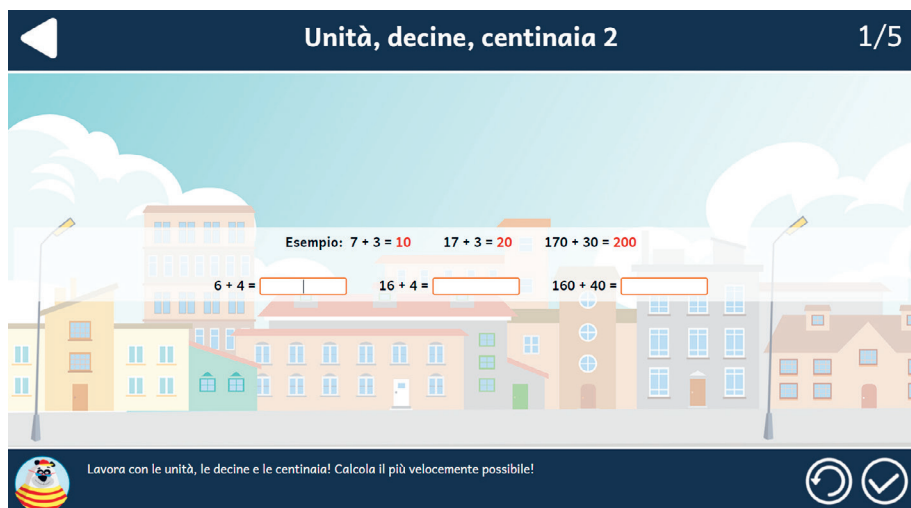 Unità, decine, centinaia 2
1/5
Esempio: 7 + 3 = 10 17 + 3 = 20 170 + 30 = 200
6 + 4 = 16 + 4 = 160 + 40 =
Lavora con le unità, le decine e le centinaia! Calcola il più velocemente possibile!